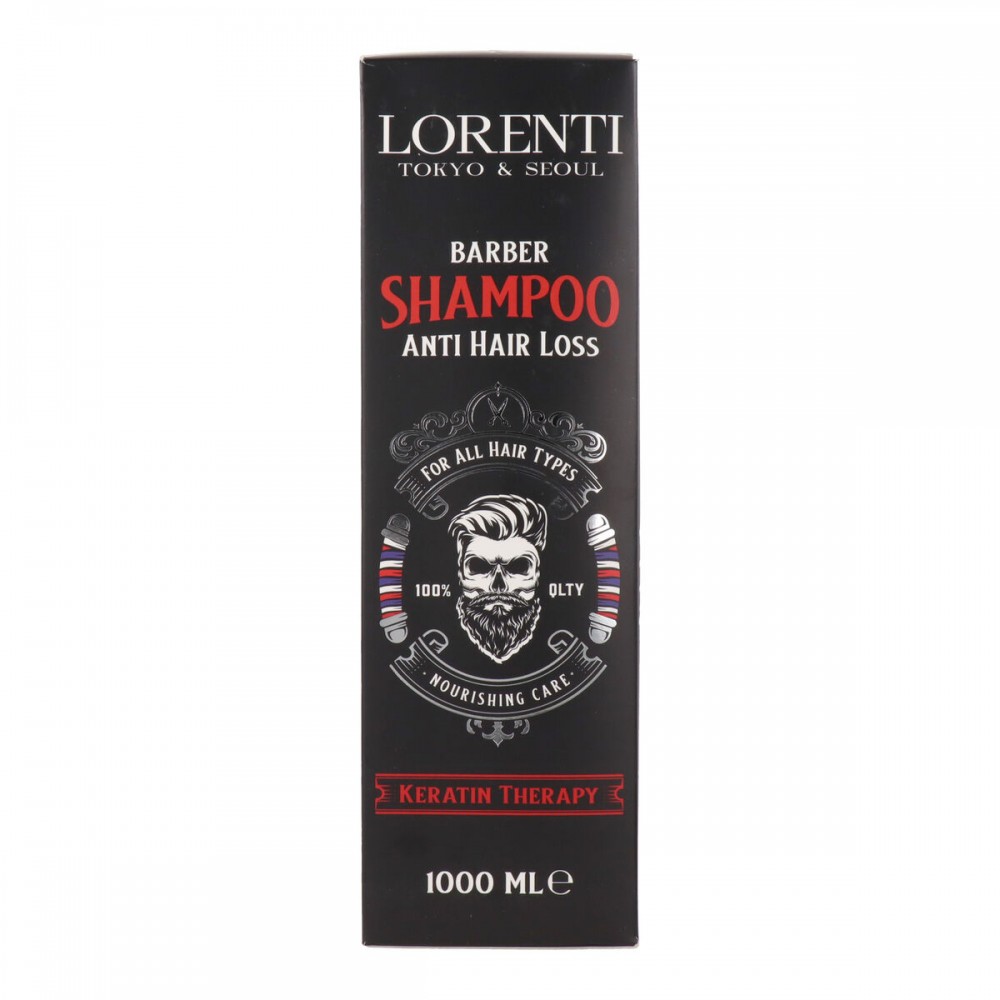 LORENTI
TOKYO & SEOUL
BARBER
SHAMPOO
ANTI HAIR LOSS
FOR ALL HAIR TYPES
100% QLTY
· NOURISHING CARE ·
KERATIN THERAPY
1000 ML ℮